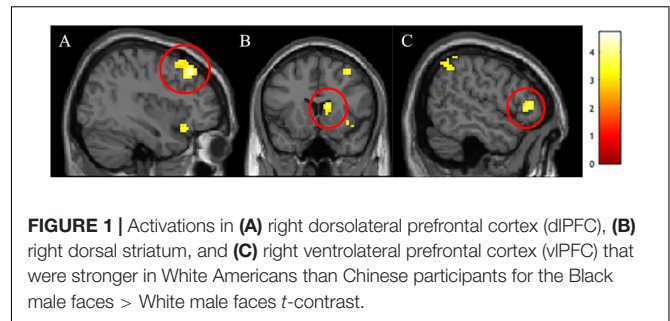 A B C
4
3
2
1
0
FIGURE 1 | Activations in (A) right dorsolateral prefrontal cortex (dlPFC), (B)
right dorsal striatum, and (C) right ventrolateral prefrontal cortex (vlPFC) that
were stronger in White Americans than Chinese participants for the Black
male faces > White male faces t-contrast.